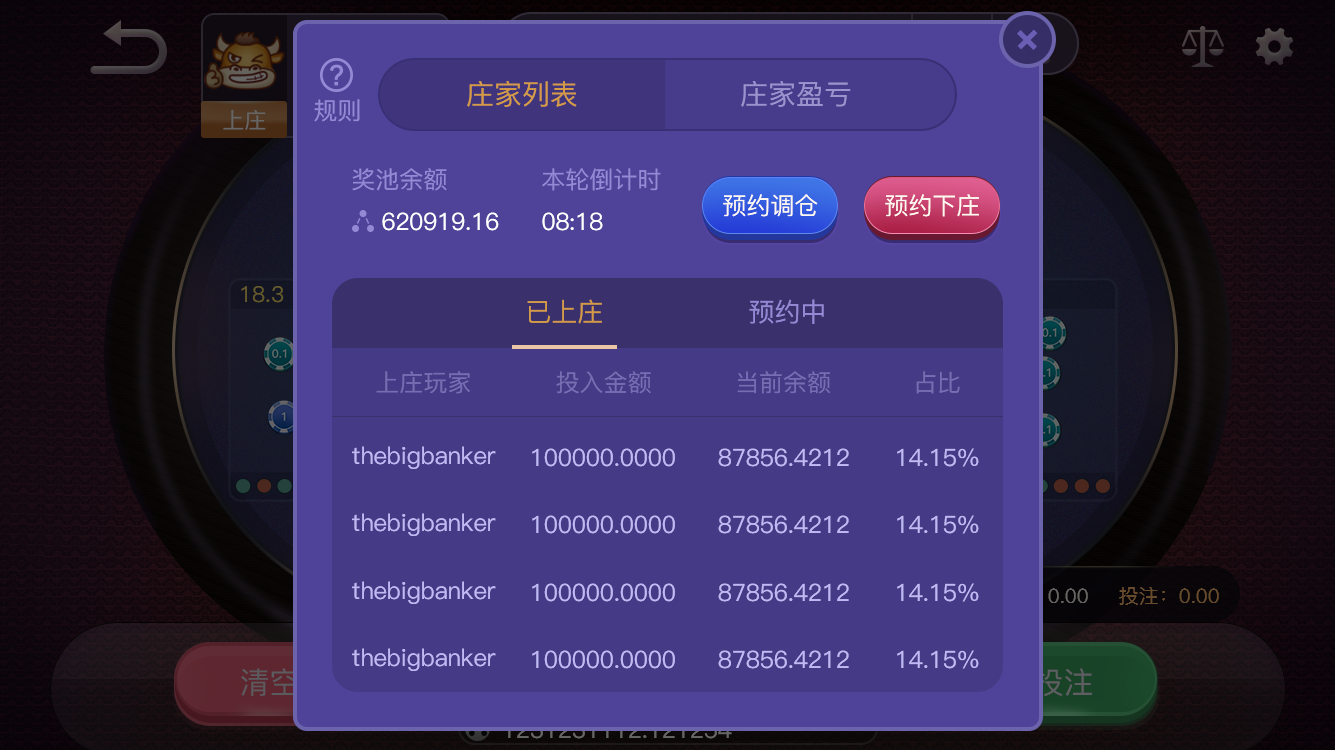 规则
庄家列表
庄家盈亏
上庄
奖池余额
本轮倒计时
620919.16
08:18
预约调仓
预约下庄
已上庄
预约中
上庄玩家 投入金额 当前余额 占比
thebigbanker 100000.0000 87856.4212 14.15%
thebigbanker 100000.0000 87856.4212 14.15%
thebigbanker 100000.0000 87856.4212 14.15%
thebigbanker 100000.0000 87856.4212 14.15%
18.3
0.1
1
0.1
.1
.1
0.00 投注：0.00
清空
投注